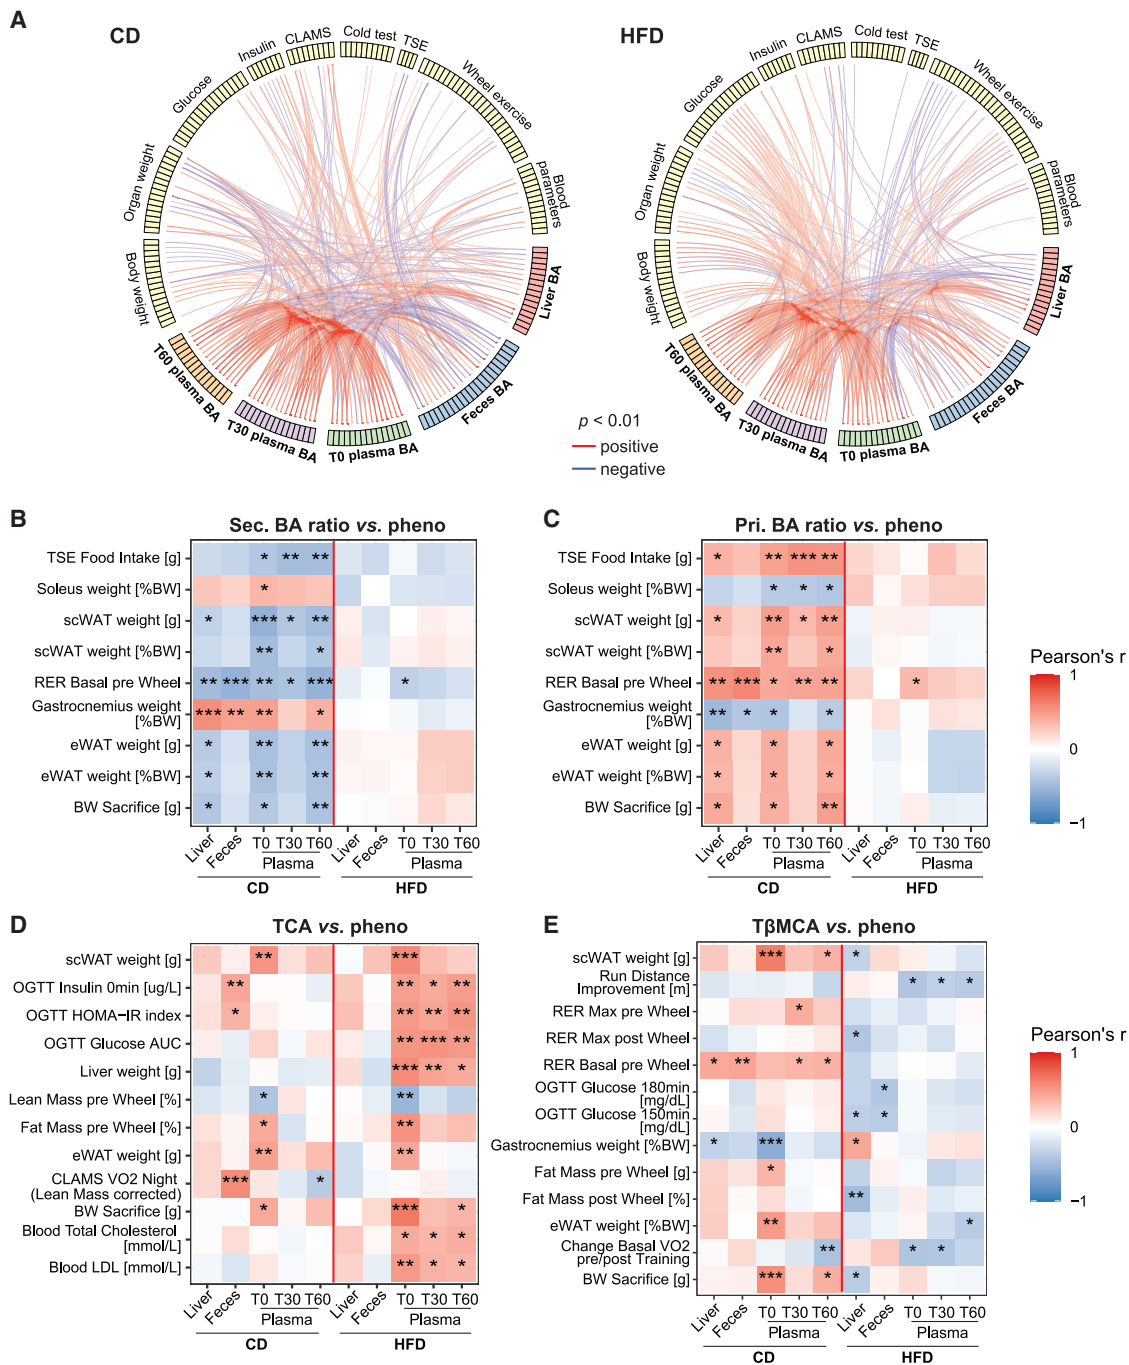 A
CD
HFD
Glucose
Insulin
CLAMS
Cold test
TSE
Wheel exercise
Blood
parameters
Liver BA
Feces BA
T0 plasma BA
T30 plasma BA
T60 plasma BA
Body weight
Organ weight
Glucose
Insulin
CLAMS
Cold test
TSE
Wheel exercise
Blood
parameters
Liver BA
Feces BA
T0 plasma BA
T30 plasma BA
T60 plasma BA
Body weight
Organ weight
p < 0.01
positive
negative
B
Sec. BA ratio vs. pheno
TSE Food Intake [g] * ** **
Soleus weight [%BW] *
scWAT weight [g] * *** * **
scWAT weight [%BW] ** *
RER Basal pre Wheel ** *** ** * *** *
Gastrocnemius weight
[%BW] *** ** ** *
eWAT weight [g] * ** **
eWAT weight [%BW] * ** **
BW Sacrifice [g] * * **
Liver Feces T0 T30 T60 Liver Feces T0 T30 T60
Plasma Plasma
CD HFD
C
Pri. BA ratio vs. pheno
TSE Food Intake [g] * ** *** **
Soleus weight [%BW] * * *
scWAT weight [g] * ** * **
scWAT weight [%BW] ** *
RER Basal pre Wheel ** *** * ** ** *
Gastrocnemius weight
[%BW] ** * * *
eWAT weight [g] * * *
eWAT weight [%BW] * * *
BW Sacrifice [g] * * **
Liver Feces T0 T30 T60 Liver Feces T0 T30 T60
Plasma Plasma
CD HFD
Pearson's r
1
0
−1
D
TCA vs. pheno
scWAT weight [g] ** ***
OGTT Insulin 0min [ug/L] ** ** * **
OGTT HOMA−IR index * ** ** **
OGTT Glucose AUC ** *** **
Liver weight [g] *** ** *
Lean Mass pre Wheel [%] * **
Fat Mass pre Wheel [%] * **
eWAT weight [g] ** **
CLAMS VO2 Night
(Lean Mass corrected) *** *
BW Sacrifice [g] * *** *
Blood Total Cholesterol
[mmol/L] * * *
Blood LDL [mmol/L] ** * *
Liver Feces T0 T30 T60 Liver Feces T0 T30 T60
Plasma Plasma
CD HFD
E
TβMCA vs. pheno
scWAT weight [g] *** * *
Run Distance
Improvement [m] * * *
RER Max pre Wheel *
RER Max post Wheel *
RER Basal pre Wheel * ** * *
OGTT Glucose 180min
[mg/dL] *
OGTT Glucose 150min
[mg/dL] * *
Gastrocnemius weight [%BW] * *** *
Fat Mass pre Wheel [g] *
Fat Mass post Wheel [%] **
eWAT weight [%BW] ** *
Change Basal VO2
pre/post Training ** * *
BW Sacrifice [g] *** * *
Liver Feces T0 T30 T60 Liver Feces T0 T30 T60
Plasma Plasma
CD HFD
Pearson's r
1
0
−1